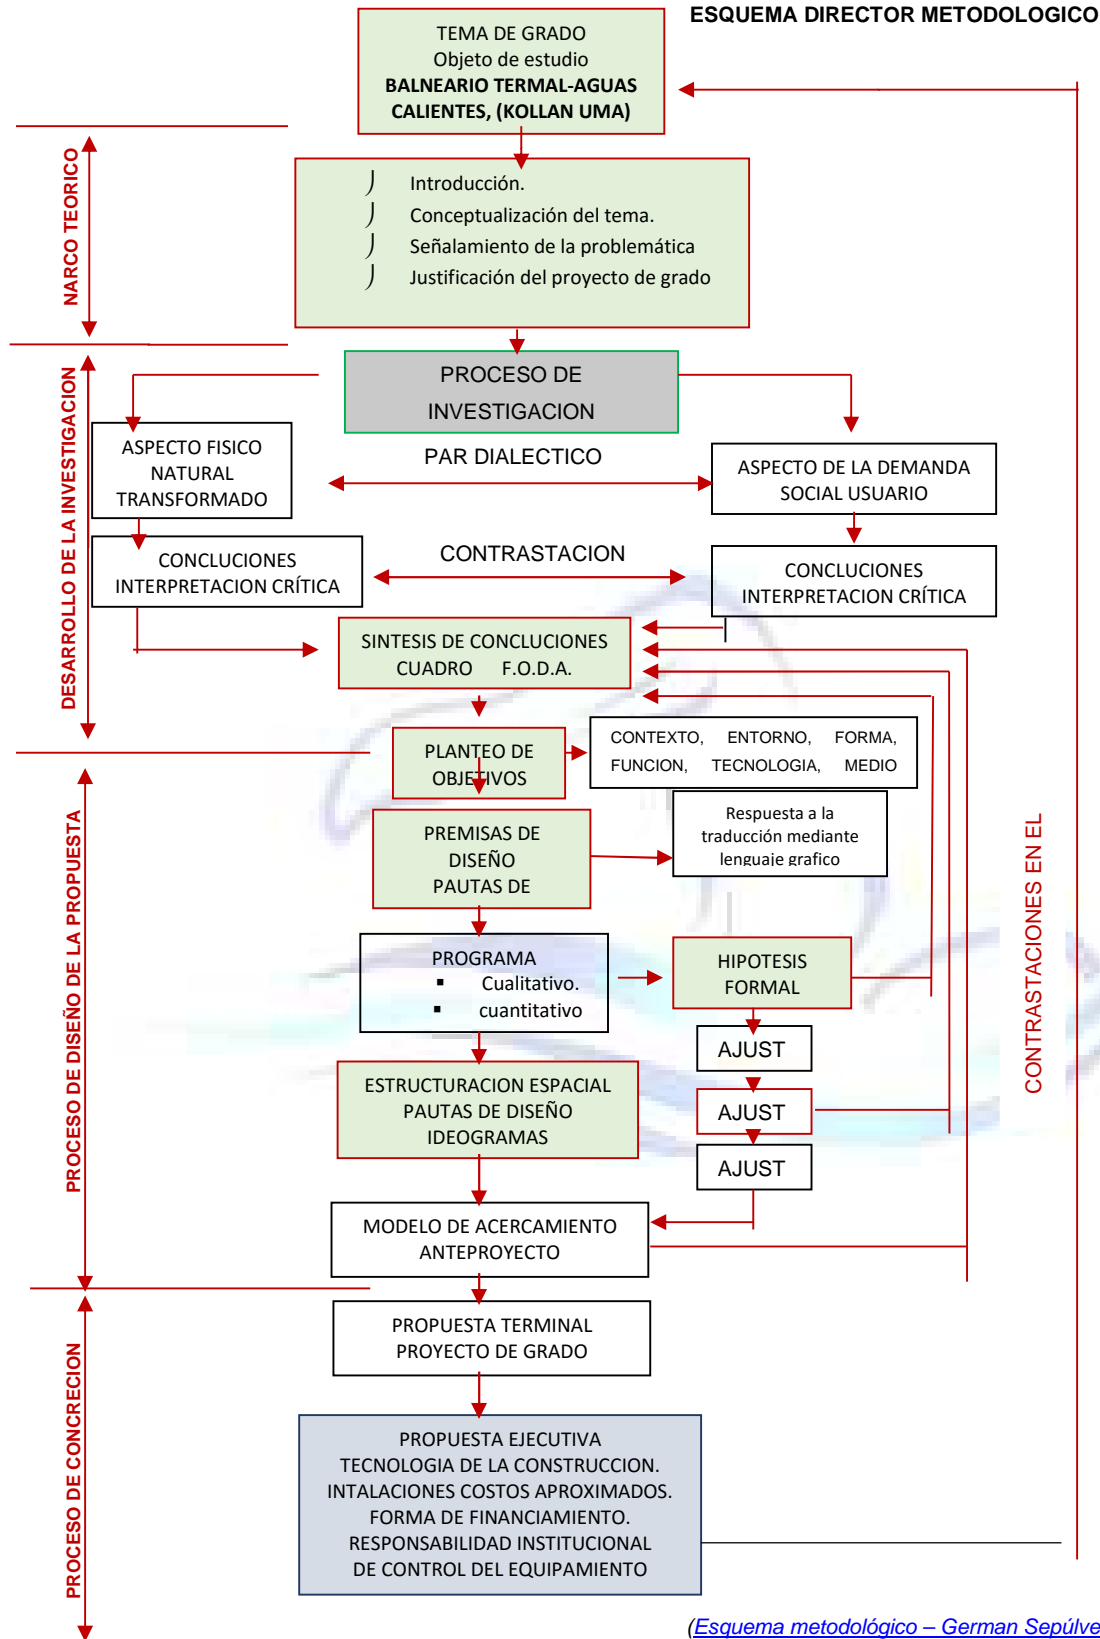 ESQUEMA DIRECTOR METODOLOGICO
TEMA DE GRADO
Objeto de estudio
BALNEARIO TERMAL-AGUAS
CALIENTES, (KOLLAN UMA)
NARCO TEORICO
Introducción.
Conceptualización del tema.
Señalamiento de la problemática
Justificación del proyecto de grado
DESARROLLO DE LA INVESTIGACION
PROCESO DE
INVESTIGACION
ASPECTO FISICO
NATURAL
TRANSFORMADO
PAR DIALECTICO
ASPECTO DE LA DEMANDA
SOCIAL USUARIO
CONCLUCIONES
INTERPRETACION CRÍTICA
CONTRASTACION
CONCLUCIONES
INTERPRETACION CRÍTICA
SINTESIS DE CONCLUCIONES
CUADRO F.O.D.A.
PROCESO DE DISEÑO DE LA PROPUESTA
PLANTEO DE
OBJETIVOS
CONTEXTO, ENTORNO, FORMA,
FUNCION, TECNOLOGIA, MEDIO
PREMISAS DE
DISEÑO
PAUTAS DE
Respuesta a la
traducción mediante
lenguaje grafico
CONTRASTACIONES EN EL
PROGRAMA
▪ Cualitativo.
▪ cuantitativo
HIPOTESIS
FORMAL
AJUST
ESTRUCTURACION ESPACIAL
PAUTAS DE DISEÑO
IDEOGRAMAS
AJUST
AJUST
MODELO DE ACERCAMIENTO
ANTEPROYECTO
PROCESO DE CONCRECION
PROPUESTA TERMINAL
PROYECTO DE GRADO
PROPUESTA EJECUTIVA
TECNOLOGIA DE LA CONSTRUCCION.
INTALACIONES COSTOS APROXIMADOS.
FORMA DE FINANCIAMIENTO.
RESPONSABILIDAD INSTITUCIONAL
DE CONTROL DEL EQUIPAMIENTO
(Esquema metodológico – German Sepúlve